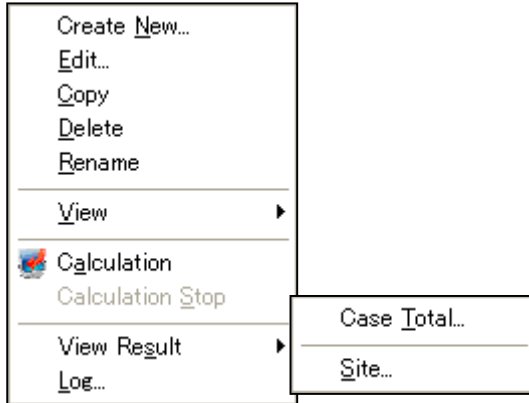 Create New...
Edit...
Copy
Delete
Rename
View
Calculation
Calculation Stop
View Result
Log...
Case Total...
Site...